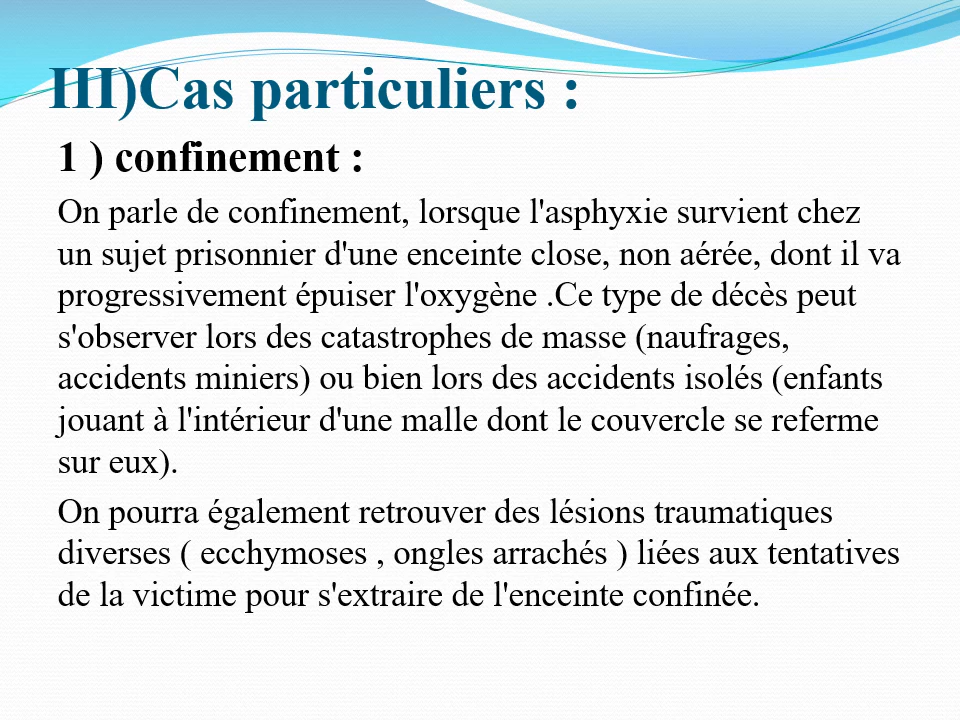 III)Cas particuliers :
1 ) confinement :
On parle de confinement, lorsque l'asphyxie survient chez
un sujet prisonnier d'une enceinte close, non aérée, dont il va
progressivement épuiser l'oxygène .Ce type de décès peut
s'observer lors des catastrophes de masse (naufrages,
accidents miniers) ou bien lors des accidents isolés (enfants
jouant à l'intérieur d'une malle dont le couvercle se referme
sur eux).
On pourra également retrouver des lésions traumatiques
diverses ( ecchymoses , ongles arrachés ) liées aux tentatives
de la victime pour s'extraire de l'enceinte confinée.